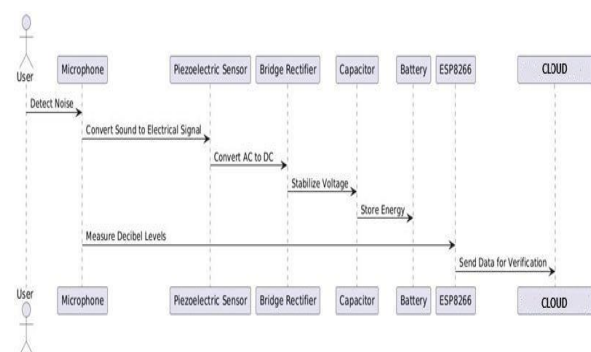 User
Microphone
Piezoelectric Sensor
Bridge Rectifier
Capacitor
Battery
ESP8266
CLOUD
Detect Noise
Convert Sound to Electrical Signal
Convert AC to DC
Stabilize Voltage
Store Energy
Measure Decibel Levels
Send Data for Verification
User
Microphone
Piezoelectric Sensor
Bridge Rectifier
Capacitor
Battery
ESP8266
CLOUD